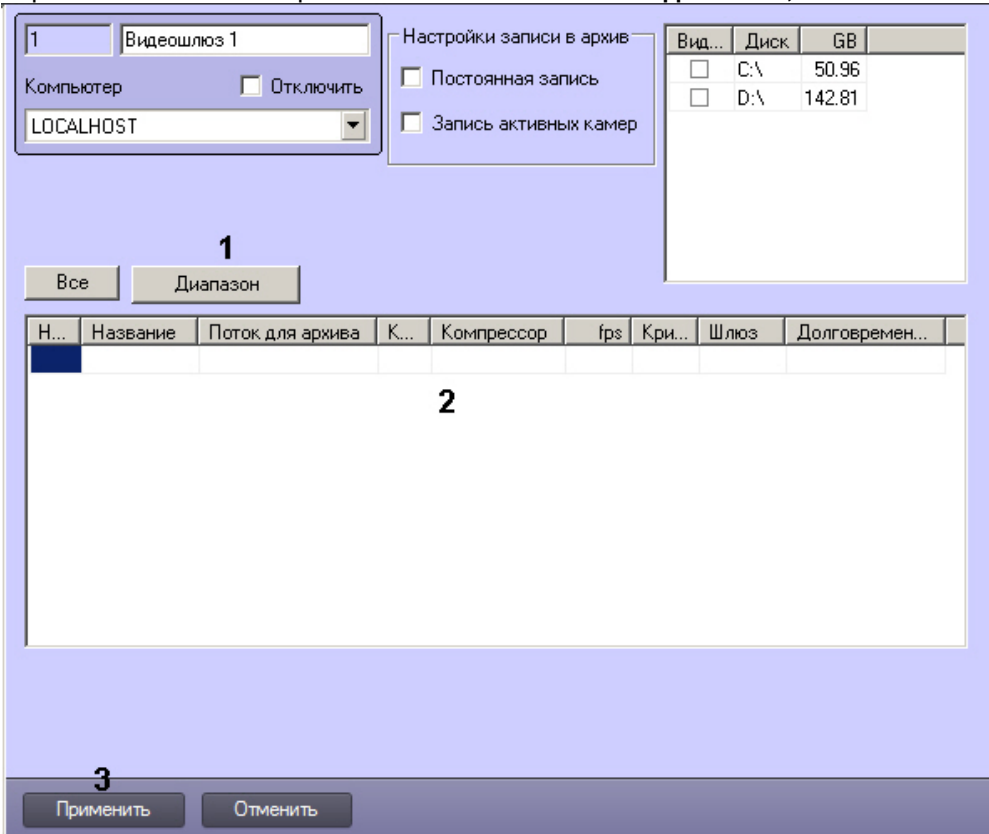 1 Видеошлюз 1
Компьютер Отключить
LOCALHOST
Настройки записи в архив
Постоянная запись
Запись активных камер
Вид... Диск GB
C:\ 50.96
D:\ 142.81
1
Все Диапазон
Н... Название Поток для архива К... Компрессор fps Кри... Шлюз Долговремен...
2
3
Применить Отменить